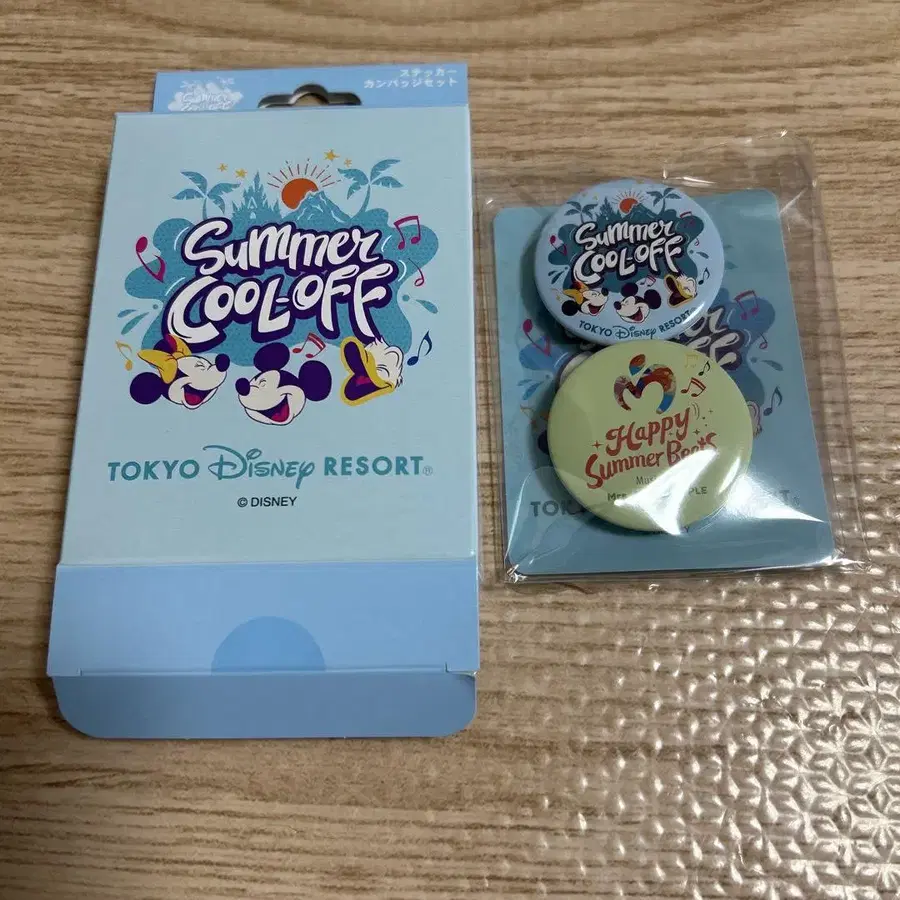 ステッカー
カンバッジセット
Summer
COOL-OFF
TOKYO Disney RESORT®
© DISNEY
Summer
COOL-OFF
TOKYO Disney RESORT
Happy
Summer Beats